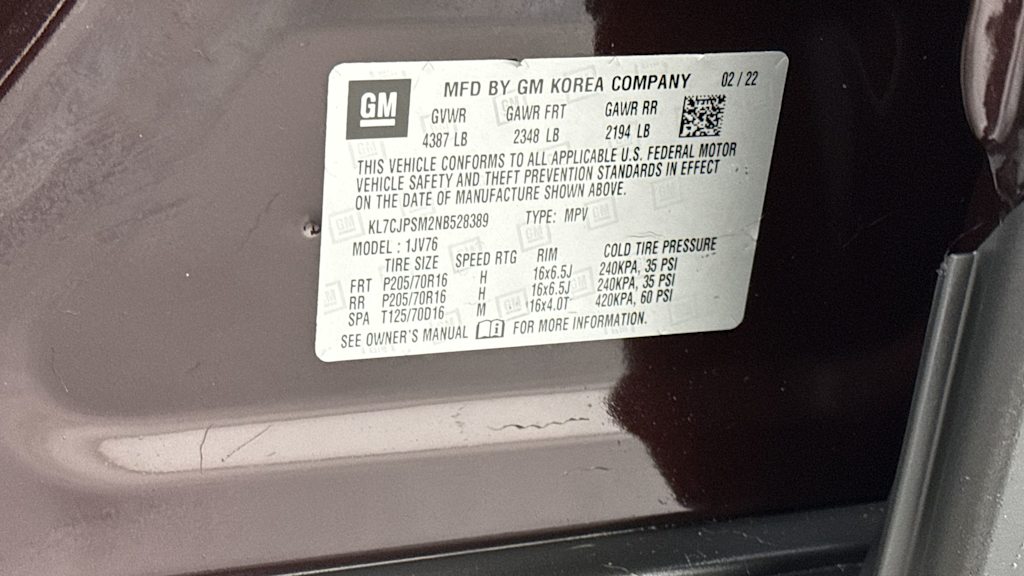 GM
MFD BY GM KOREA COMPANY 02 / 22
GVWR GAWR FRT GAWR RR
4387 LB 2348 LB 2194 LB
THIS VEHICLE CONFORMS TO ALL APPLICABLE U.S. FEDERAL MOTOR
VEHICLE SAFETY AND THEFT PREVENTION STANDARDS IN EFFECT
ON THE DATE OF MANUFACTURE SHOWN ABOVE.
KL7CJPSM2NB528389 TYPE: MPV
MODEL : 1JV76
TIRE SIZE SPEED RTG RIM COLD TIRE PRESSURE
FRT P205/70R16 H 16x6.5J 240KPA, 35 PSI
RR P205/70R16 H 16x6.5J 240KPA, 35 PSI
SPA T125/70D16 M 16x4.0T 420KPA, 60 PSI
SEE OWNER'S MANUAL FOR MORE INFORMATION.